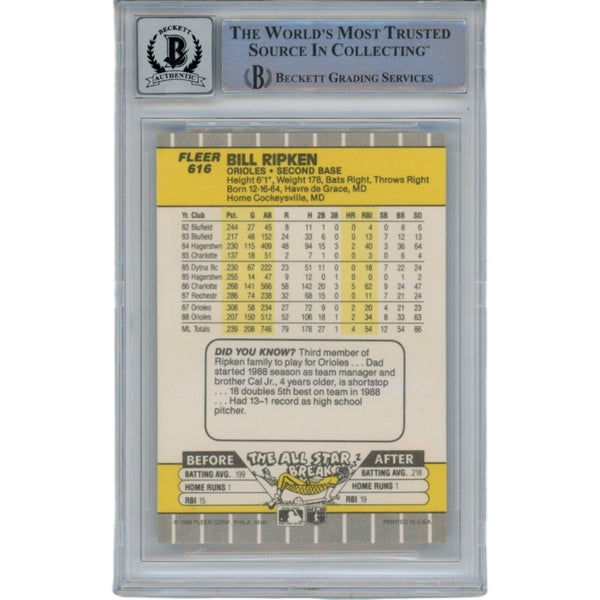 BECKETT
AUTHENTIC
THE WORLD'S MOST TRUSTED
SOURCE IN COLLECTING™
BECKETT GRADING SERVICES
FLEER
616
BILL RIPKEN
ORIOLES • SECOND BASE
Height 6'1", Weight 178, Bats Right, Throws Right
Born 12-16-64, Havre de Grace, MD
Home Cockeysville, MD
Yr. Club Pct. G AB R H 2B 3B HR RBI SB BB SO
82 Blufield .244 27 45 8 11 1 0 0 4 0 8 6
83 Blufield .217 48 152 24 33 6 0 0 13 7 12 13
84 Hagerstwn .230 115 409 48 94 15 3 2 40 3 36 64
85 Charlotte .137 18 51 2 7 1 0 0 3 0 6 4
85 Dytna Bc .230 67 222 23 51 11 0 0 18 7 22 24
85 Hagerstwn .255 14 47 9 12 0 1 0 0 0 1 2
86 Charlotte .268 141 566 58 152 20 3 5 62 9 24 47
87 Rochestr .286 74 238 32 68 15 0 0 11 7 21 24
87 Orioles .308 58 234 27 72 9 0 2 20 4 21 23
88 Orioles .207 150 512 52 106 18 1 2 34 8 33 63
ML Totals .239 208 746 79 178 27 1 4 54 12 54 86
DID YOU KNOW? Third member of
Ripken family to play for Orioles . . . Dad
started 1988 season as team manager and
brother Cal Jr., 4 years older, is shortstop
. . . 18 doubles 5th best on team in 1988 . . .
. . . Had 13–1 record as high school
pitcher.
BEFORE THE ALL STAR BREAK AFTER
BATTING AVG. .199 BATTING AVG. .218
HOME RUNS 1 HOME RUNS 1
RBI 15 RBI 19
© 1989 FLEER CORP., PHILA. 19141 PRINTED IN U.S.A.